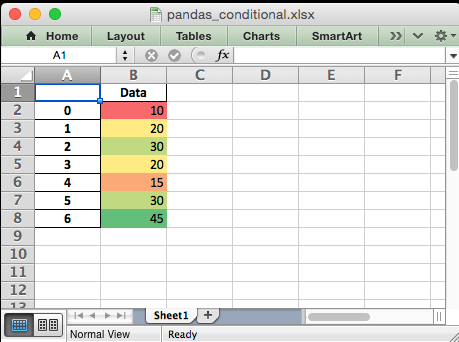 pandas_conditional.xlsx
Home Layout Tables Charts SmartArt
A1 fx
A B C D E F
1 Data
2 0 10
3 1 20
4 2 30
5 3 20
6 4 15
7 5 30
8 6 45
9
10
11
12
13
Sheet1
Normal View Ready